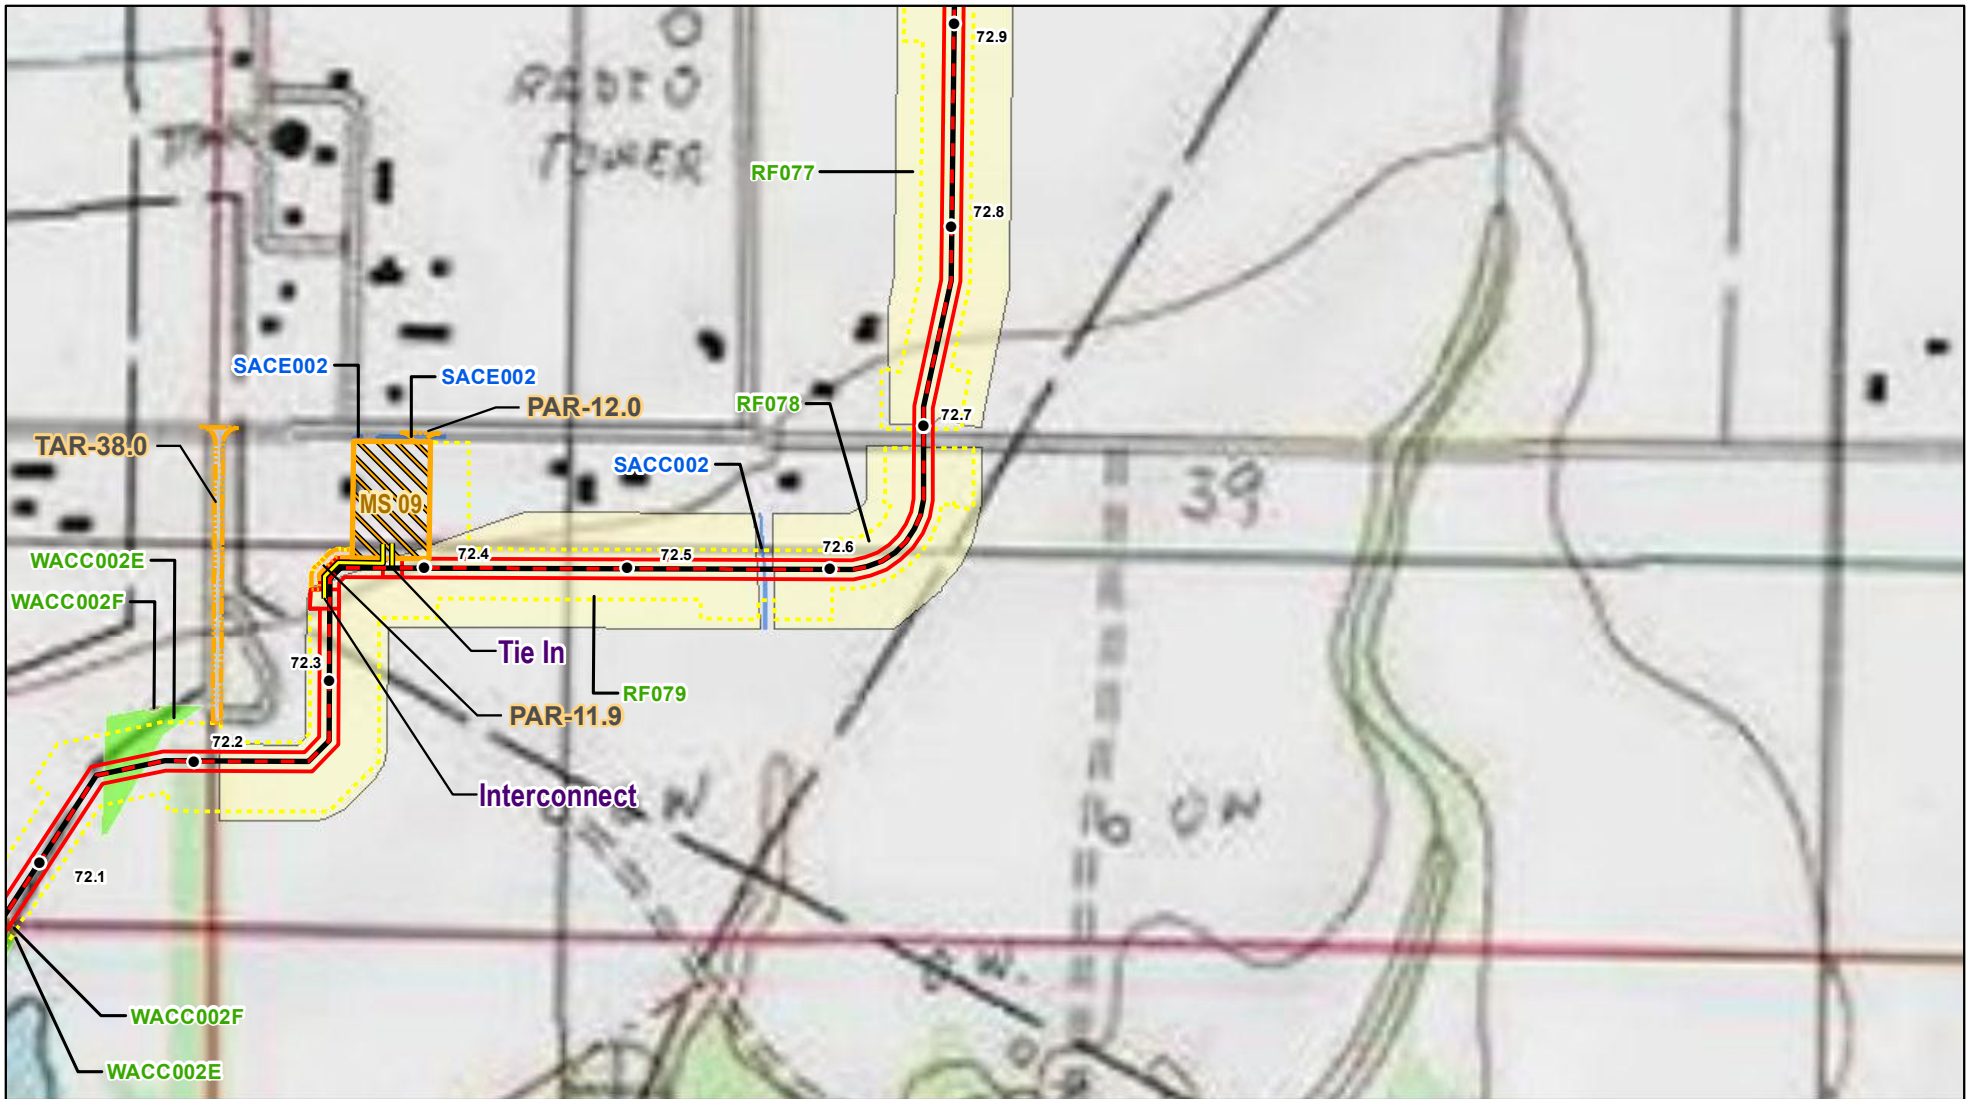 72.9
RADIO
TOWER
RF077
72.8
SACE002
SACE002
PAR-12.0
RF078
72.7
TAR-38.0
SACC002
39
MS 09
WACC002E
72.4
72.5
72.6
WACC002F
Tie In
72.3
RF079
PAR-11.9
72.2
Interconnect
W
72.1
W.
WACC002F
WACC002E